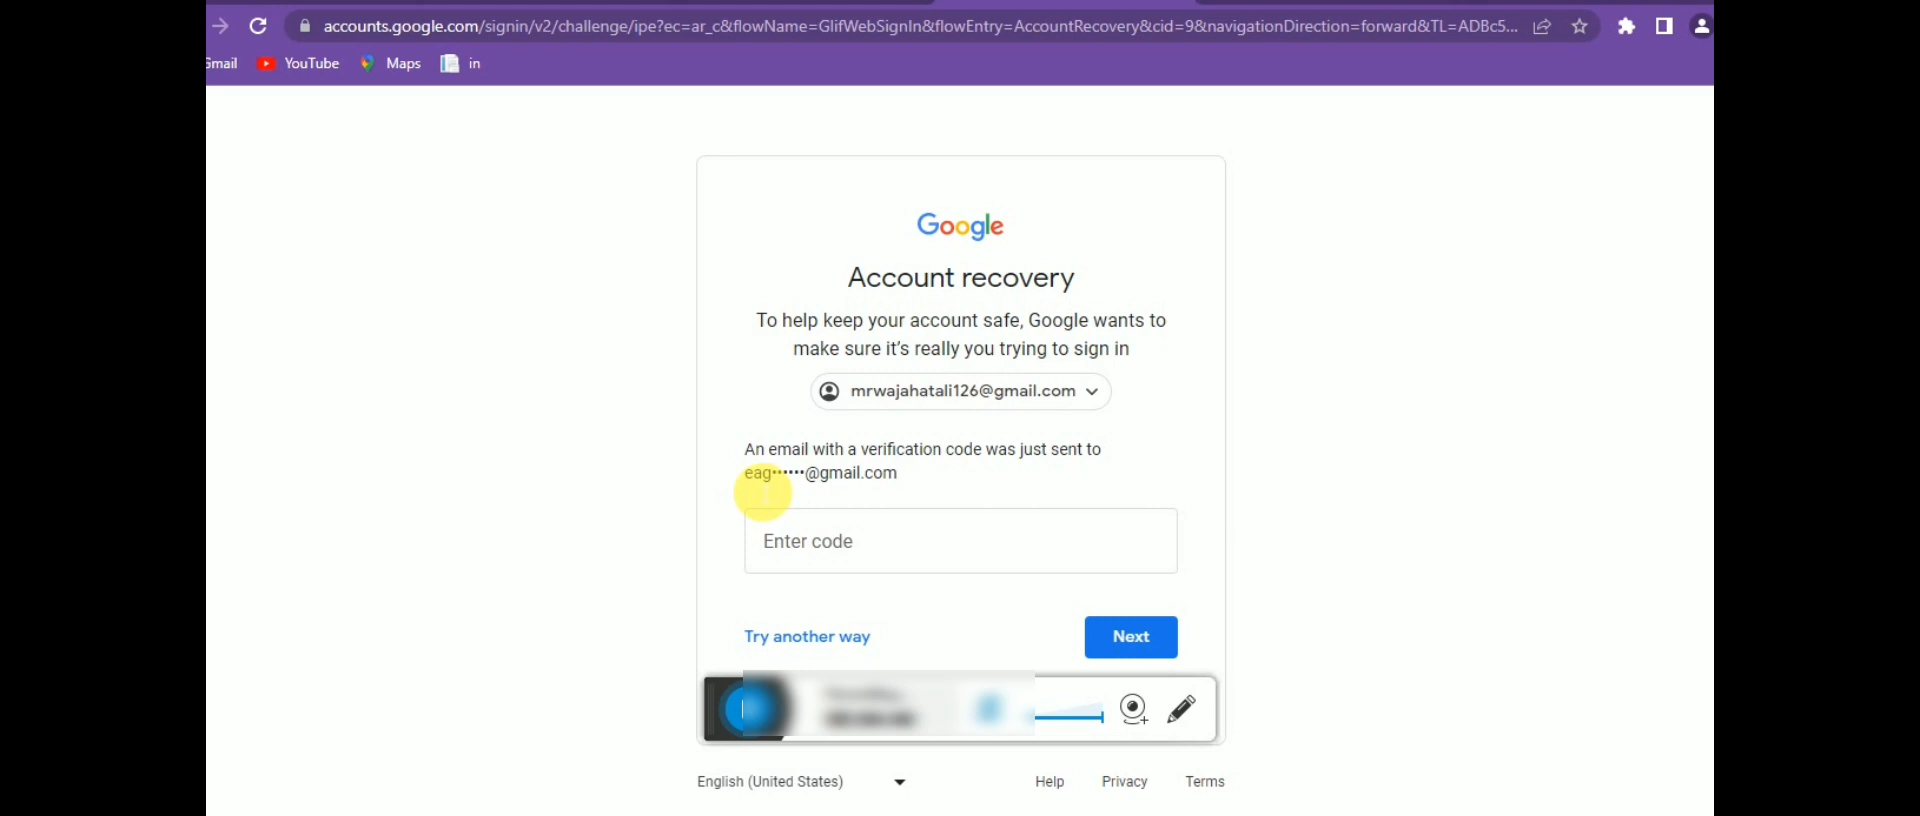 accounts.google.com/signin/v2/challenge/ipe?ec=ar_c&flowName=GlifWebSignIn&flowEntry=AccountRecovery&cid=9&navigationDirection=forward&TL=ADBc5...
Gmail YouTube Maps in
Google
Account recovery
To help keep your account safe, Google wants to
make sure it's really you trying to sign in
mrwajahatali126@gmail.com
An email with a verification code was just sent to
eag••••••@gmail.com
Enter code
Try another way Next
English (United States) Help Privacy Terms